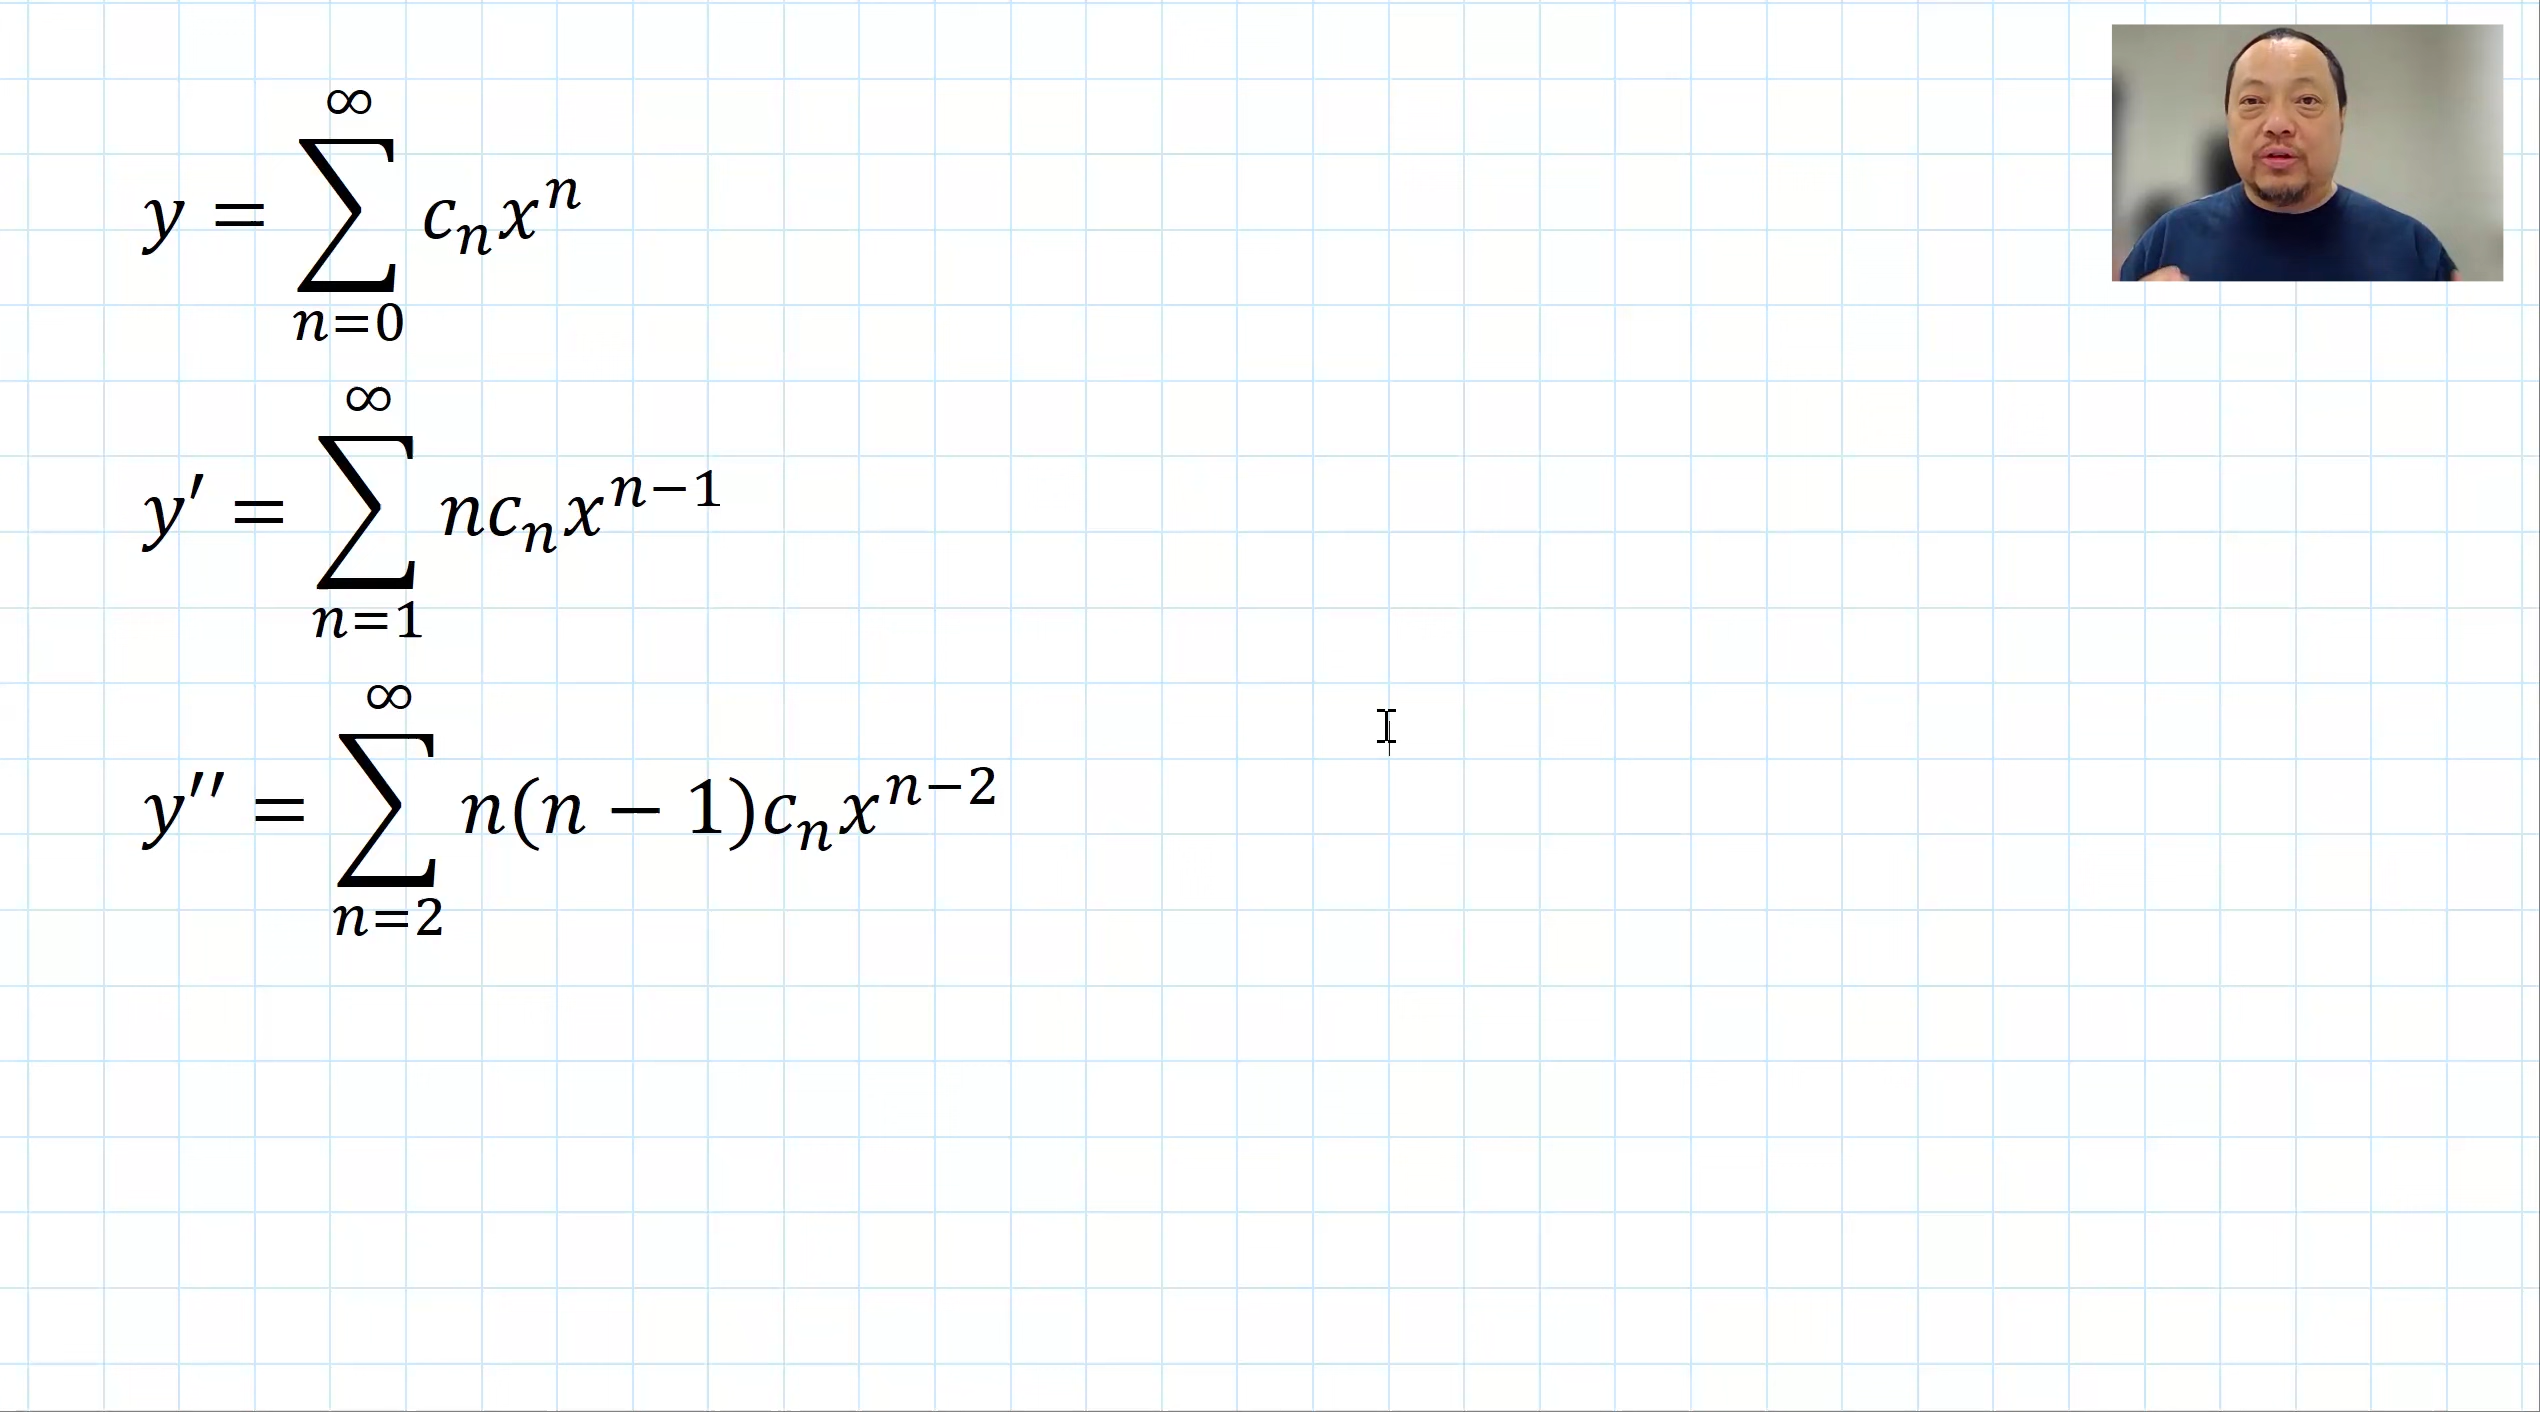 y = ∑_{n=0}^{∞} c_n x^n
y′ = ∑_{n=1}^{∞} n c_n x^{n−1}
y′′ = ∑_{n=2}^{∞} n(n − 1)c_n x^{n−2}